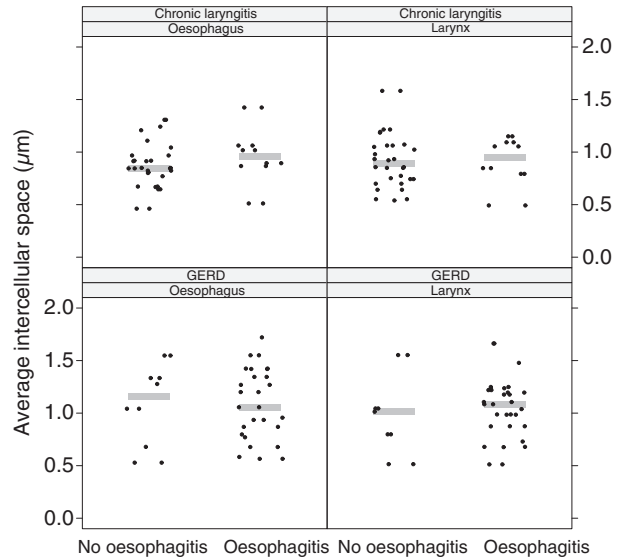 Chronic laryngitis Chronic laryngitis
Oesophagus Larynx
2.0
1.5
1.0
0.5
0.0
GERD GERD
Oesophagus Larynx
2.0
1.5
1.0
0.5
0.0
Average intercellular space (µm)
No oesophagitis Oesophagitis No oesophagitis Oesophagitis